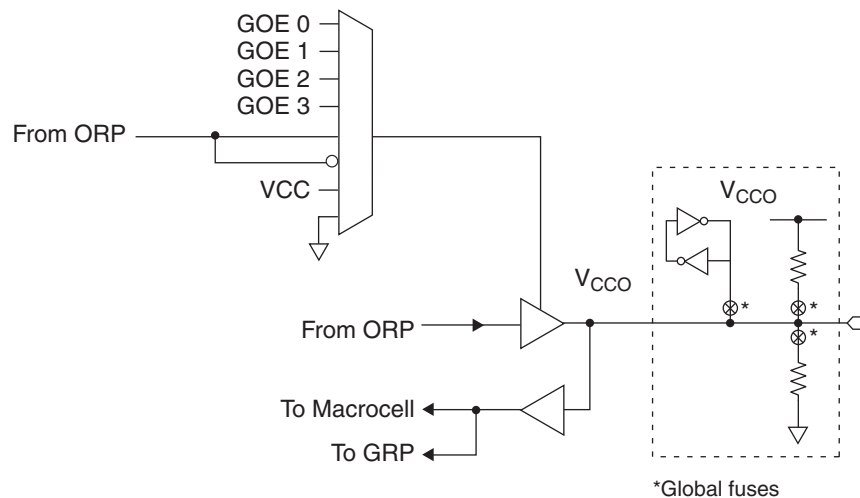 GOE 0
GOE 1
GOE 2
GOE 3
From ORP
VCC
VCCO
VCCO
*
*
*
From ORP
To Macrocell
To GRP
*Global fuses